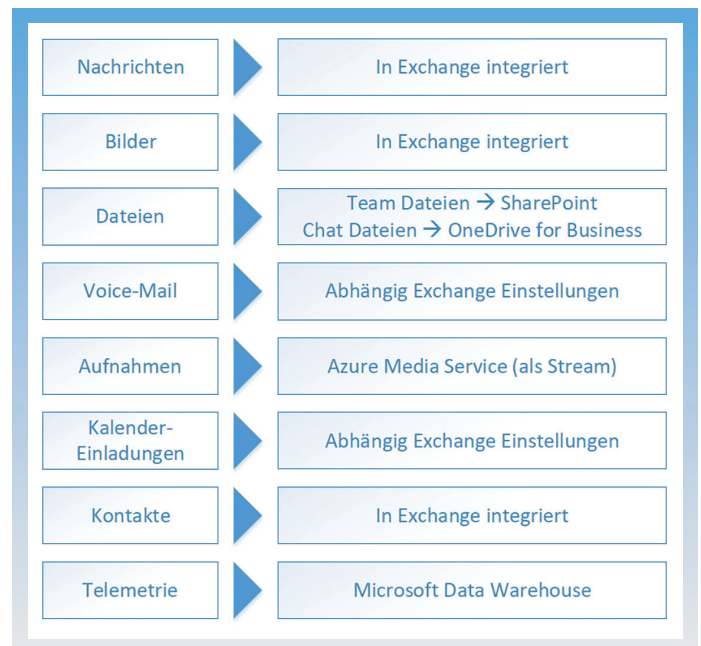 Nachrichten
In Exchange integriert
Bilder
In Exchange integriert
Dateien
Team Dateien → SharePoint
Chat Dateien → OneDrive for Business
Voice-Mail
Abhängig Exchange Einstellungen
Aufnahmen
Azure Media Service (als Stream)
Kalender-
Einladungen
Abhängig Exchange Einstellungen
Kontakte
In Exchange integriert
Telemetrie
Microsoft Data Warehouse